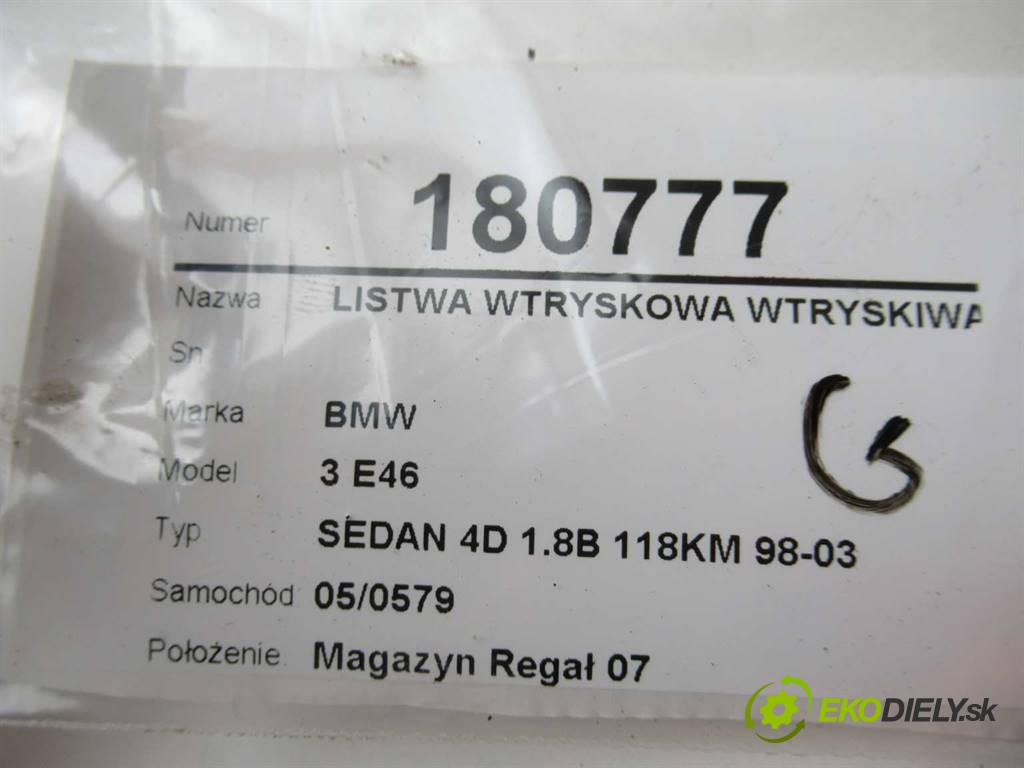 Numer 180777
Nazwa LISTWA WTRYSKOWA WTRYSKIWA
Sn
Marka BMW
Model 3 E46
Typ SEDAN 4D 1.8B 118KM 98-03
Samochód 05/0579
Położenie Magazyn Regał 07
G
EKODIELY.sk